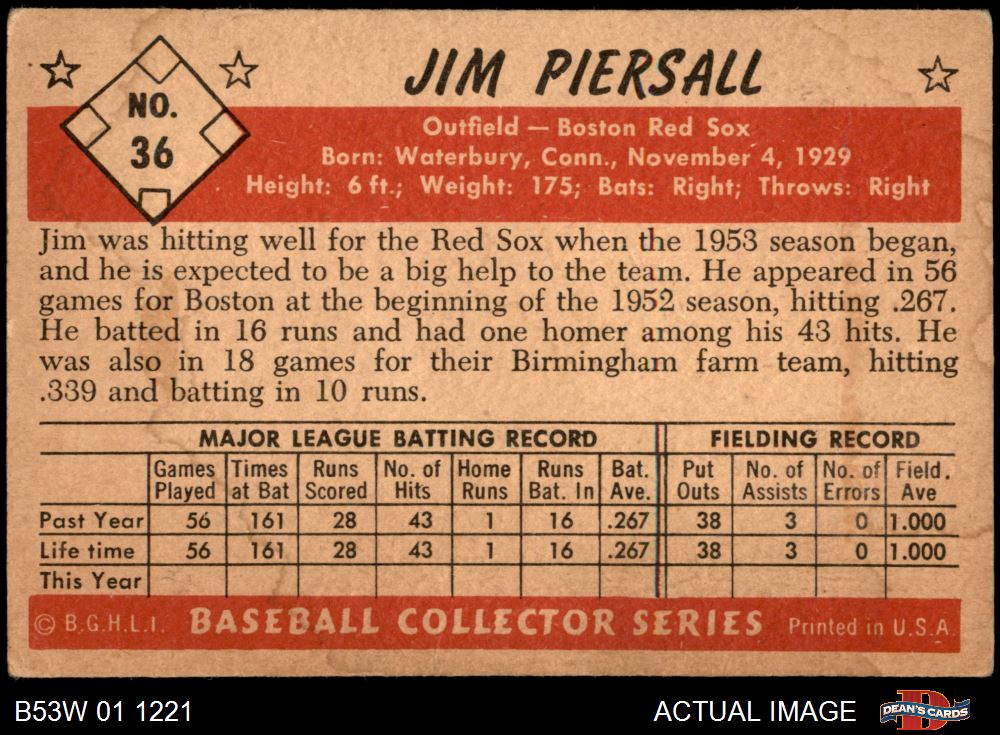 JIM PIERSALL
NO.
36
Outfield — Boston Red Sox
Born: Waterbury, Conn., November 4, 1929
Height: 6 ft.; Weight: 175; Bats: Right; Throws: Right
Jim was hitting well for the Red Sox when the 1953 season began,
and he is expected to be a big help to the team. He appeared in 56
games for Boston at the beginning of the 1952 season, hitting .267.
He batted in 16 runs and had one homer among his 43 hits. He
was also in 18 games for their Birmingham farm team, hitting
.339 and batting in 10 runs.
MAJOR LEAGUE BATTING RECORD FIELDING RECORD
Games Times Runs No. of Home Runs Bat. Put No. of No. of Field.
Played at Bat Scored Hits Runs Bat. In Ave. Outs Assists Errors Ave
Past Year 56 161 28 43 1 16 .267 38 3 0 1.000
Life time 56 161 28 43 1 16 .267 38 3 0 1.000
This Year
© B.G.H.L.I. BASEBALL COLLECTOR SERIES Printed in U.S.A.
B53W 01 1221 ACTUAL IMAGE D DEAN'S CARDS